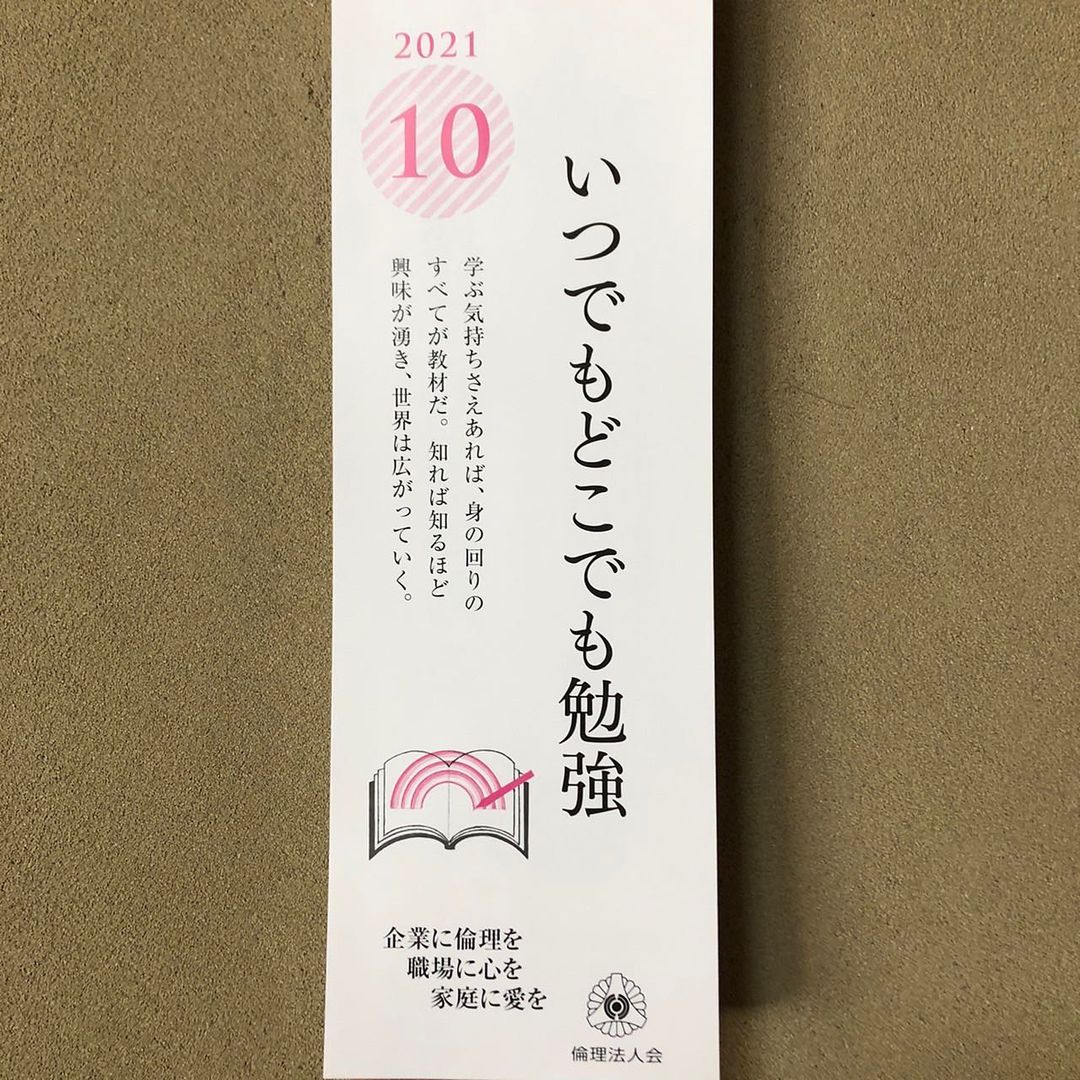 2021
10
いつでもどこでも勉強
学ぶ気持ちさえあれば、身の回りの
すべてが教材だ。知れば知るほど
興味が湧き、世界は広がっていく。
企業に倫理を
職場に心を
家庭に愛を
倫理法人会